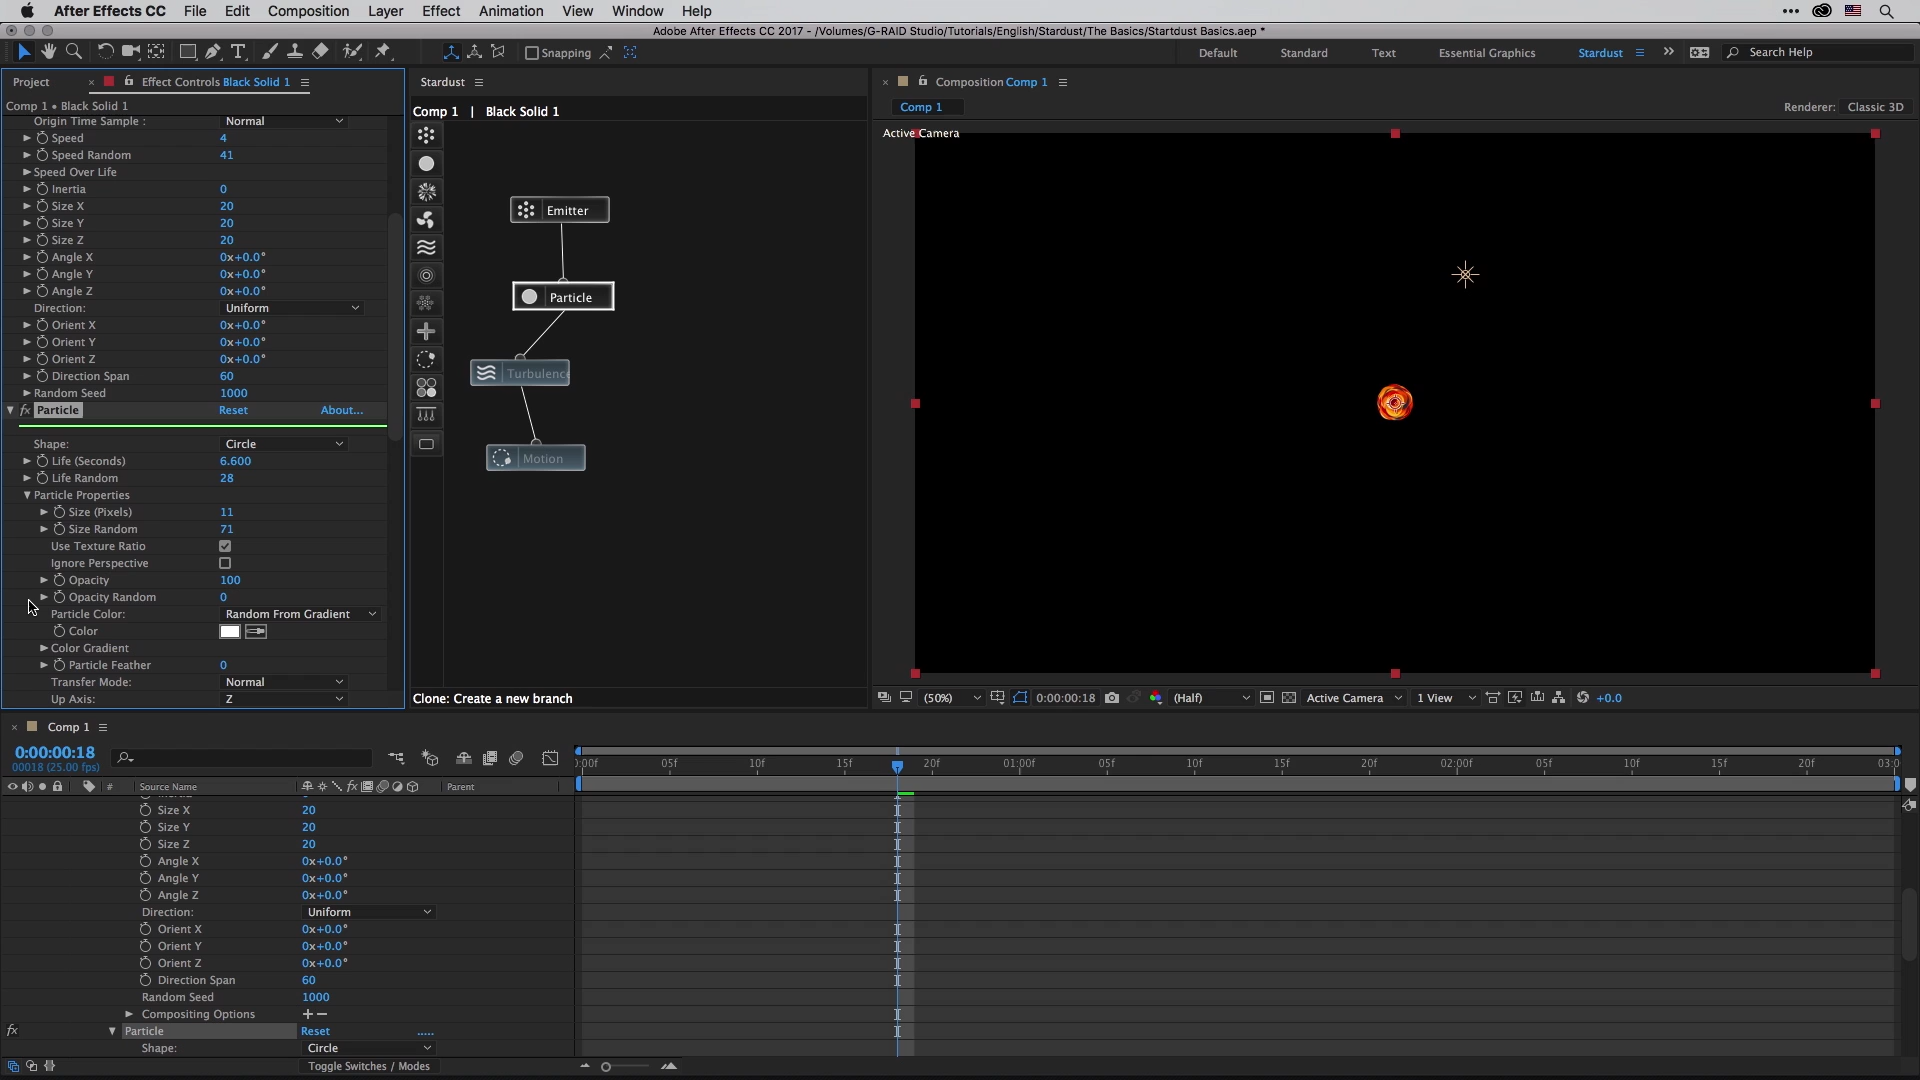 After Effects CC File Edit Composition Layer Effect Animation View Window Help
Adobe After Effects CC 2017 - /Volumes/G-RAID Studio/Tutorials/English/Stardust/The Basics/Startdust Basics.aep *
Snapping Default Standard Text Essential Graphics Stardust Search Help
Project Effect Controls Black Solid 1
Comp 1 • Black Solid 1
Origin Time Sample : Normal
Speed 4
Speed Random 41
Speed Over Life
Inertia 0
Size X 20
Size Y 20
Size Z 20
Angle X 0x+0.0°
Angle Y 0x+0.0°
Angle Z 0x+0.0°
Direction: Uniform
Orient X 0x+0.0°
Orient Y 0x+0.0°
Orient Z 0x+0.0°
Direction Span 60
Random Seed 1000
fx Particle Reset About...
Shape: Circle
Life (Seconds) 6.600
Life Random 28
Particle Properties
Size (Pixels) 11
Size Random 71
Use Texture Ratio
Ignore Perspective
Opacity 100
Opacity Random 0
Particle Color: Random From Gradient
Color
Color Gradient
Particle Feather 0
Transfer Mode: Normal
Up Axis: Z
Stardust
Comp 1 | Black Solid 1
Emitter
Particle
Turbulence
Motion
Clone: Create a new branch
Composition Comp 1
Comp 1 Renderer: Classic 3D
Active Camera
(50%) 0:00:00:18 (Half) Active Camera 1 View +0.0
Comp 1
0:00:00:18
00018 (25.00 fps)
:00f 05f 10f 15f 20f 01:00f 05f 10f 15f 20f 02:00f 05f 10f 15f 20f 03:0
# Source Name fx Parent
Size X 20
Size Y 20
Size Z 20
Angle X 0x+0.0°
Angle Y 0x+0.0°
Angle Z 0x+0.0°
Direction: Uniform
Orient X 0x+0.0°
Orient Y 0x+0.0°
Orient Z 0x+0.0°
Direction Span 60
Random Seed 1000
Compositing Options +−
fx Particle Reset .....
Shape: Circle
Toggle Switches / Modes